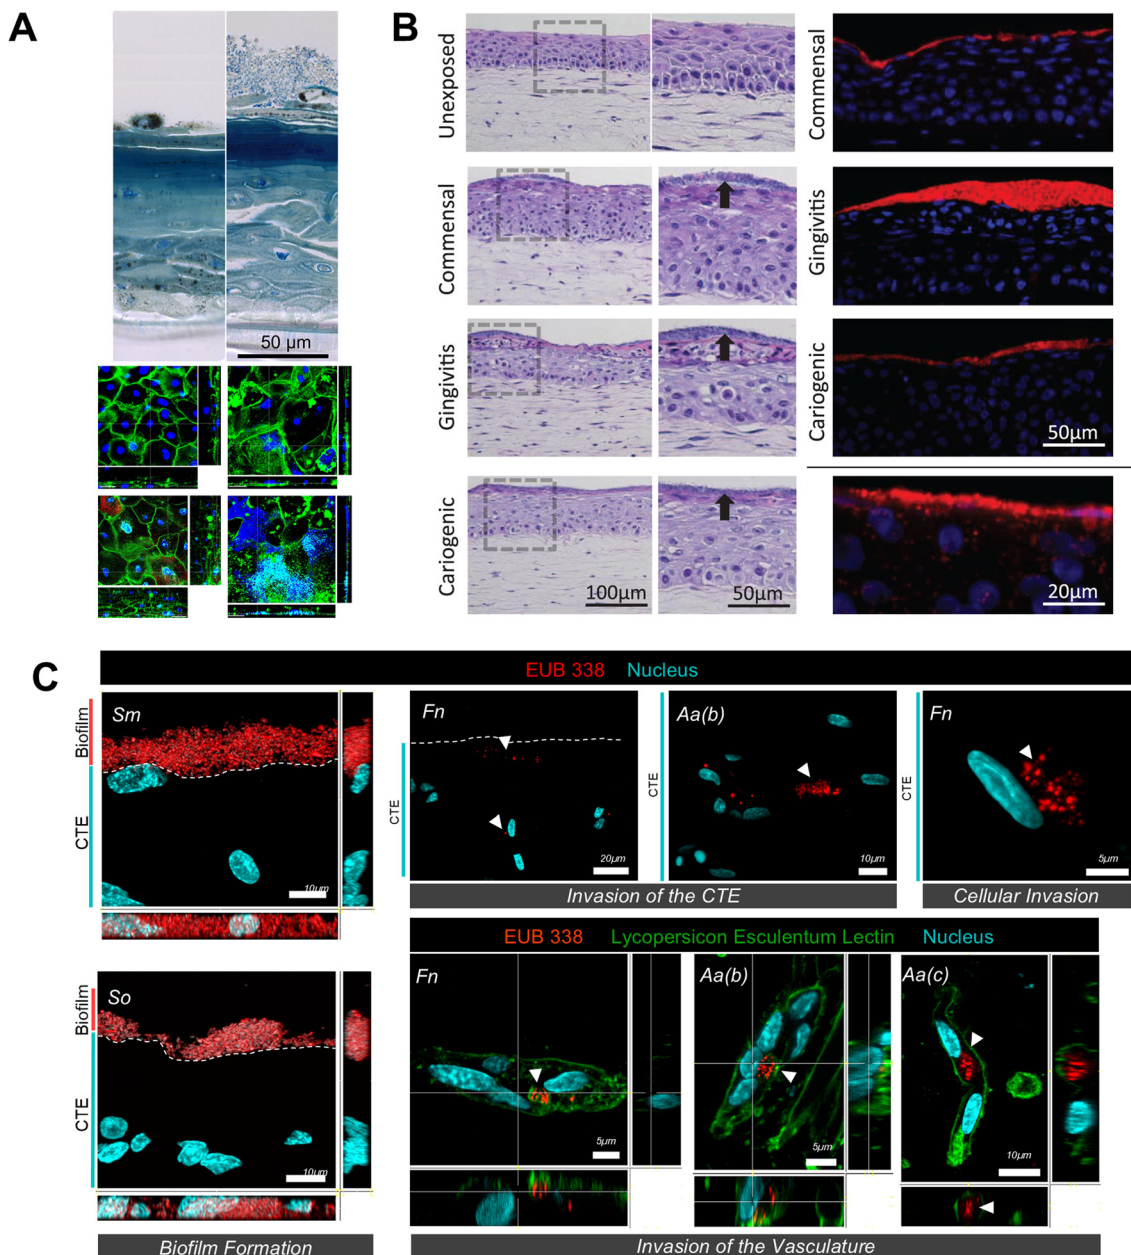 A
50 µm
B
Unexposed
Commensal
Commensal
Gingivitis
Gingivitis
Cariogenic
50µm
Cariogenic
100µm
50µm
20µm
C
EUB 338 Nucleus
Biofilm
CTE
Sm
10µm
Fn
CTE
20µm
Aa(b)
CTE
10µm
Invasion of the CTE
Fn
CTE
5µm
Cellular Invasion
EUB 338 Lycopersicon Esculentum Lectin Nucleus
Biofilm
CTE
So
10µm
Biofilm Formation
Fn
5µm
Aa(b)
5µm
Aa(c)
10µm
Invasion of the Vasculature